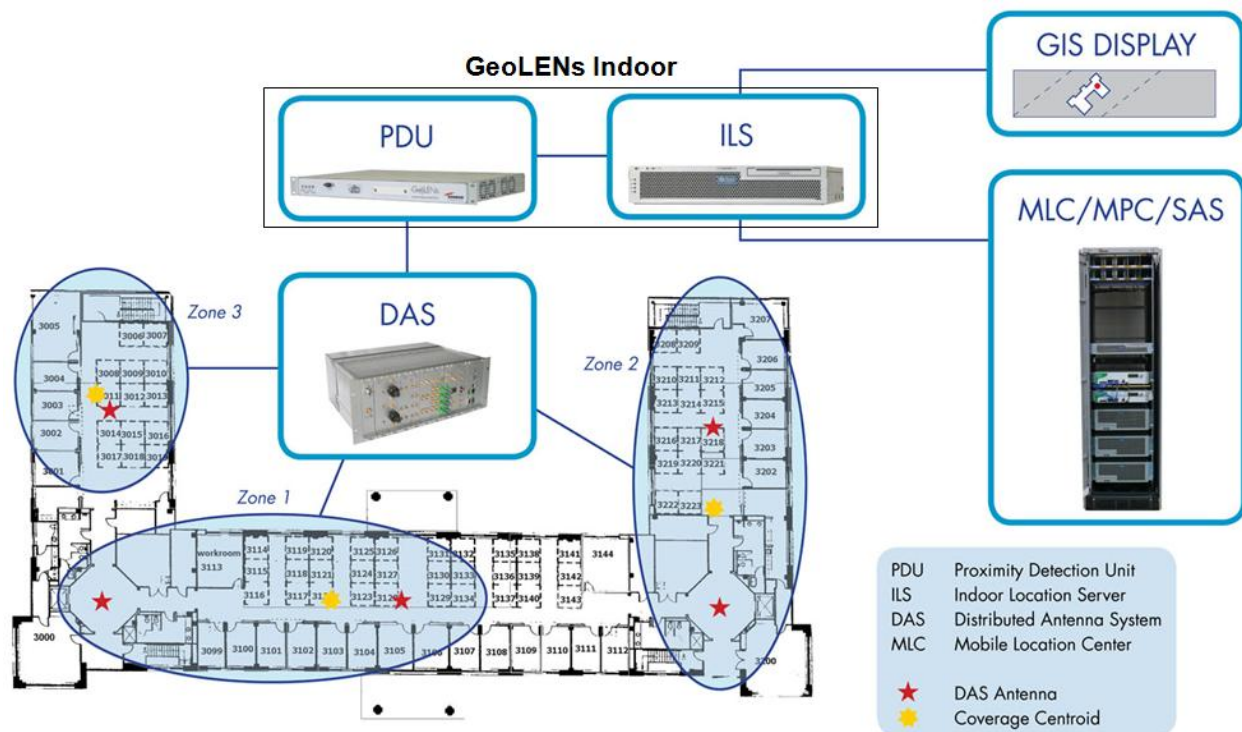 GeoLENs Indoor
GIS DISPLAY
PDU
ILS
MLC/MPC/SAS
DAS
Zone 3
Zone 2
Zone 1
3005
3006 3007
3004
3008 3009 3010
3003
3012 3013
3002
3014 3015 3016
3017 3018
3001
3207
3208 3209
3206
3210 3211 3212
3205
3213 3214 3215
3204
3216 3217 3218
3203
3219 3220 3221
3202
3222 3223
workroom
3113
3114 3119 3120 3125 3126 3131 3132 3135 3138 3141 3144
3115 3118 3121 3124 3127 3130 3133 3136 3139 3142
3116 3117 3123 3129 3134 3137 3140 3143
3000
3099 3100 3101 3102 3103 3104 3105 3106 3107 3108 3109 3110 3111 3112
3200
PDU Proximity Detection Unit
ILS Indoor Location Server
DAS Distributed Antenna System
MLC Mobile Location Center
DAS Antenna
Coverage Centroid